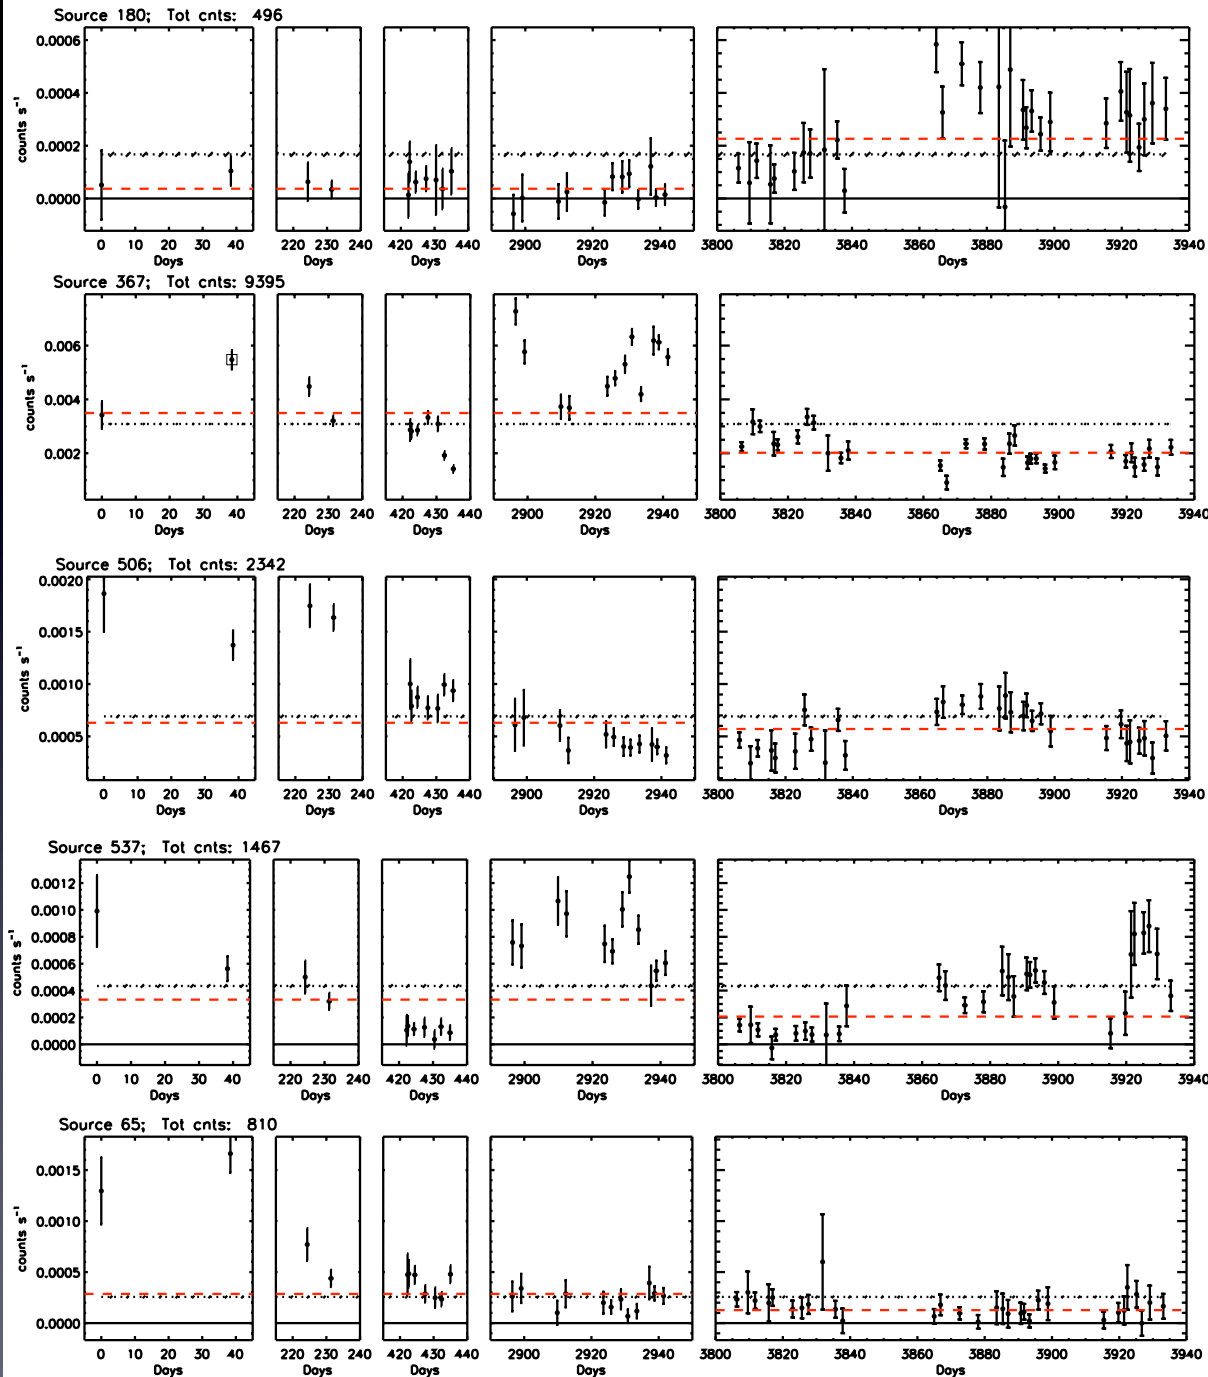 Source 180; Tot cnts: 496
0.0006
0.0004
0.0002
0.0000
counts s⁻¹
0 10 20 30 40 220 230 240 420 430 440 2900 2920 2940 3800 3820 3840 3860 3880 3900 3920 3940
Days Days Days Days Days
Source 367; Tot cnts: 9395
0.006
0.004
0.002
counts s⁻¹
0 10 20 30 40 220 230 240 420 430 440 2900 2920 2940 3800 3820 3840 3860 3880 3900 3920 3940
Days Days Days Days Days
Source 506; Tot cnts: 2342
0.0020
0.0015
0.0010
0.0005
counts s⁻¹
0 10 20 30 40 220 230 240 420 430 440 2900 2920 2940 3800 3820 3840 3860 3880 3900 3920 3940
Days Days Days Days Days
Source 537; Tot cnts: 1467
0.0012
0.0010
0.0008
0.0006
0.0004
0.0002
0.0000
counts s⁻¹
0 10 20 30 40 220 230 240 420 430 440 2900 2920 2940 3800 3820 3840 3860 3880 3900 3920 3940
Days Days Days Days Days
Source 65; Tot cnts: 810
0.0015
0.0010
0.0005
0.0000
counts s⁻¹
0 10 20 30 40 220 230 240 420 430 440 2900 2920 2940 3800 3820 3840 3860 3880 3900 3920 3940
Days Days Days Days Days